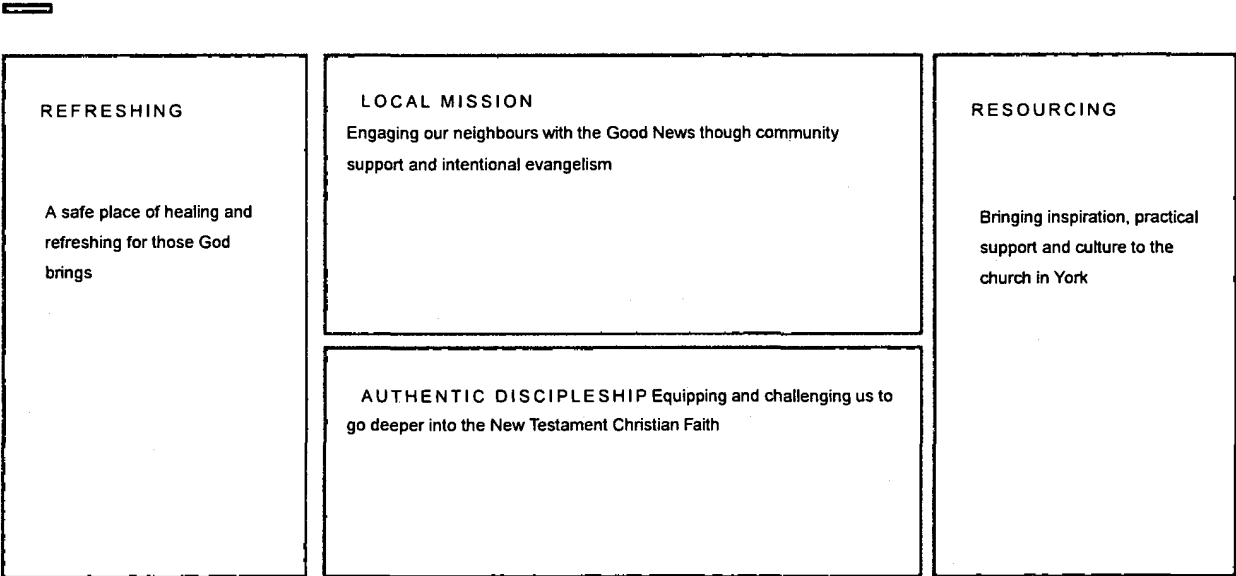 REFRESHING
A safe place of healing and
refreshing for those God
brings
LOCAL MISSION
Engaging our neighbours with the Good News though community
support and intentional evangelism
AUTHENTIC DISCIPLESHIP Equipping and challenging us to
go deeper into the New Testament Christian Faith
RESOURCING
Bringing inspiration, practical
support and culture to the
church in York